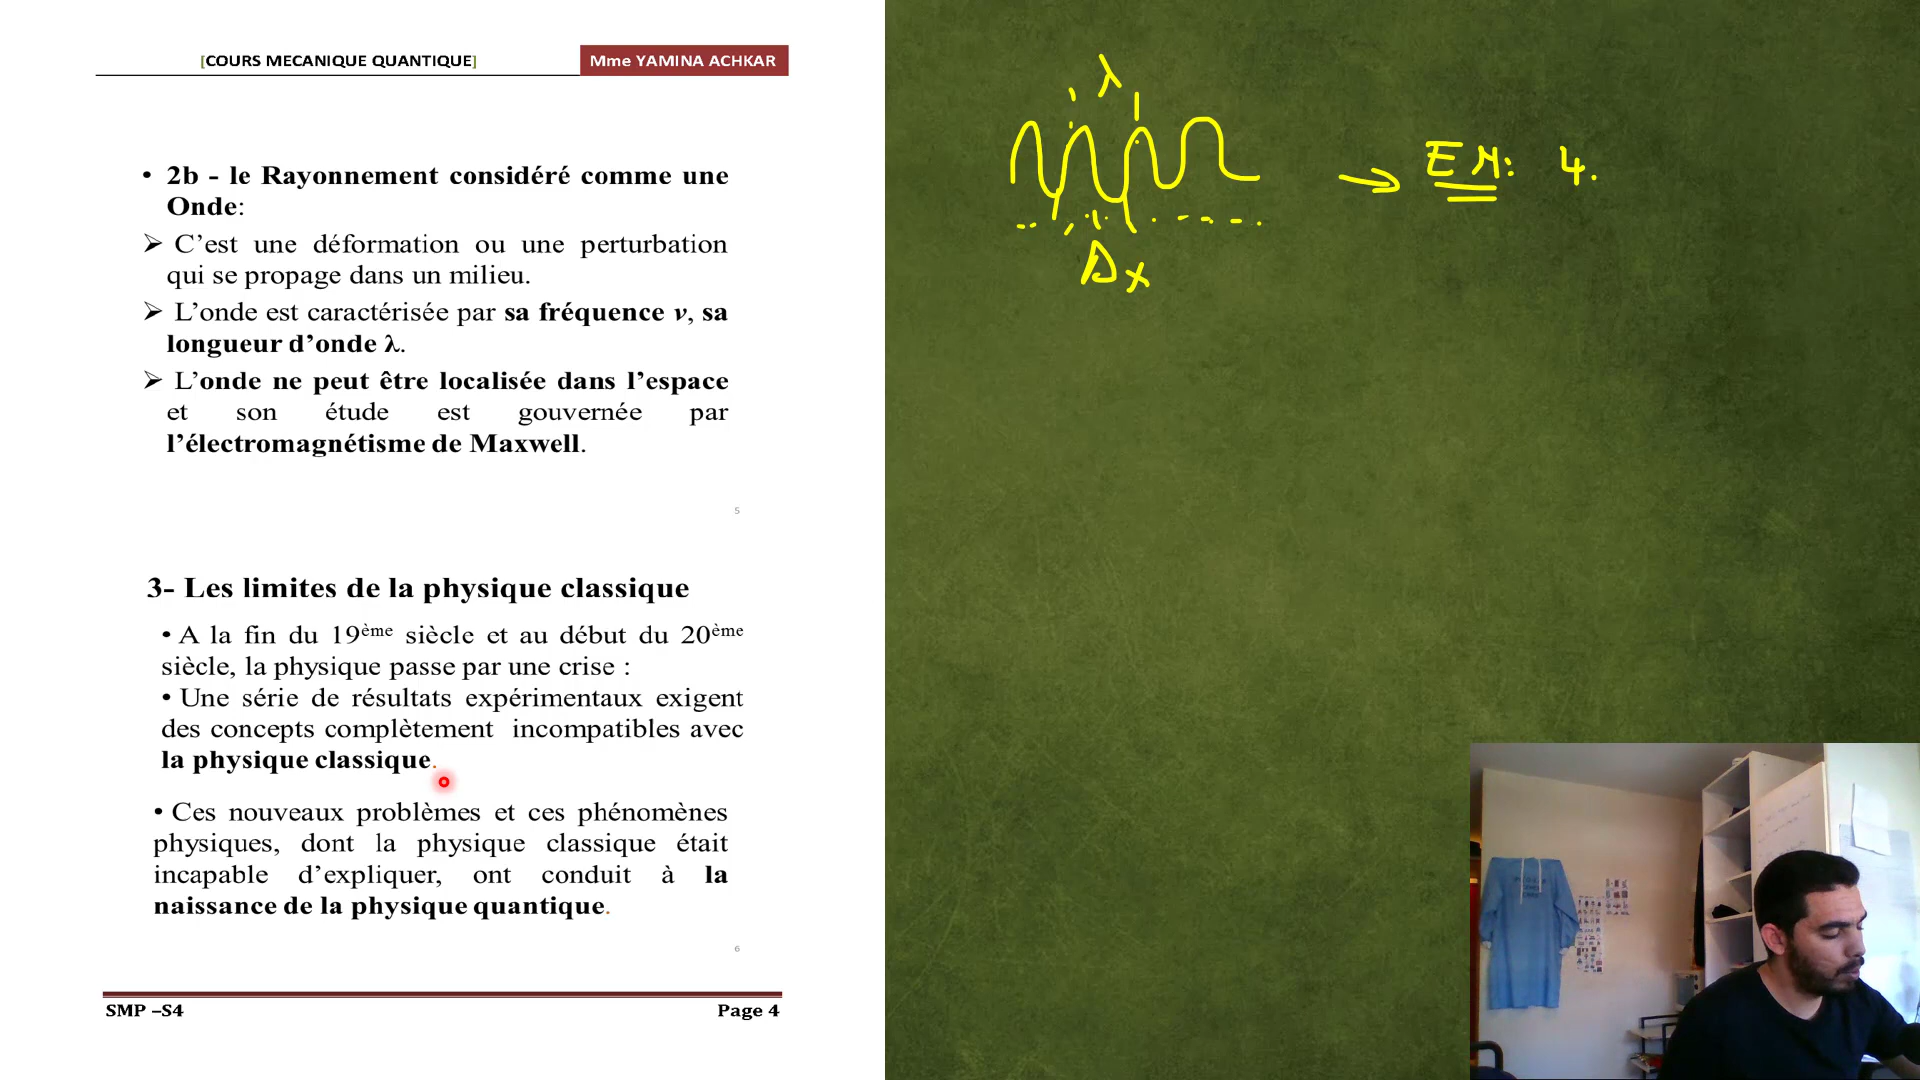 [COURS MECANIQUE QUANTIQUE]
Mme YAMINA ACHKAR
• 2b - le Rayonnement considéré comme une
Onde:
➢ C'est une déformation ou une perturbation
qui se propage dans un milieu.
➢ L'onde est caractérisée par sa fréquence ν, sa
longueur d'onde λ.
➢ L'onde ne peut être localisée dans l'espace
et son étude est gouvernée par
l'électromagnétisme de Maxwell.
5
3- Les limites de la physique classique
• A la fin du 19ème siècle et au début du 20ème
siècle, la physique passe par une crise :
• Une série de résultats expérimentaux exigent
des concepts complètement incompatibles avec
la physique classique.
• Ces nouveaux problèmes et ces phénomènes
physiques, dont la physique classique était
incapable d'expliquer, ont conduit à la
naissance de la physique quantique.
6
SMP –S4
Page 4
λ
Δx
→ EM: 4.